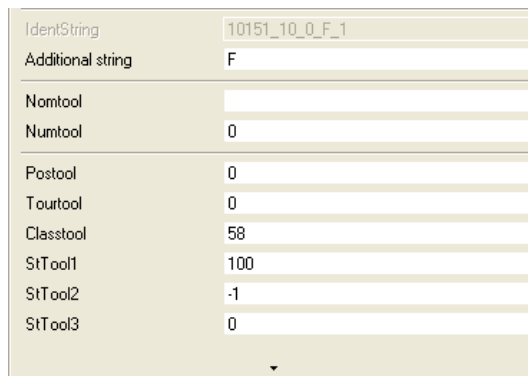 IdentString 10151_10_0_F_1
Additional string F
Nomtool
Numtool 0
Postool 0
Tourtool 0
Classtool 58
StTool1 100
StTool2 -1
StTool3 0